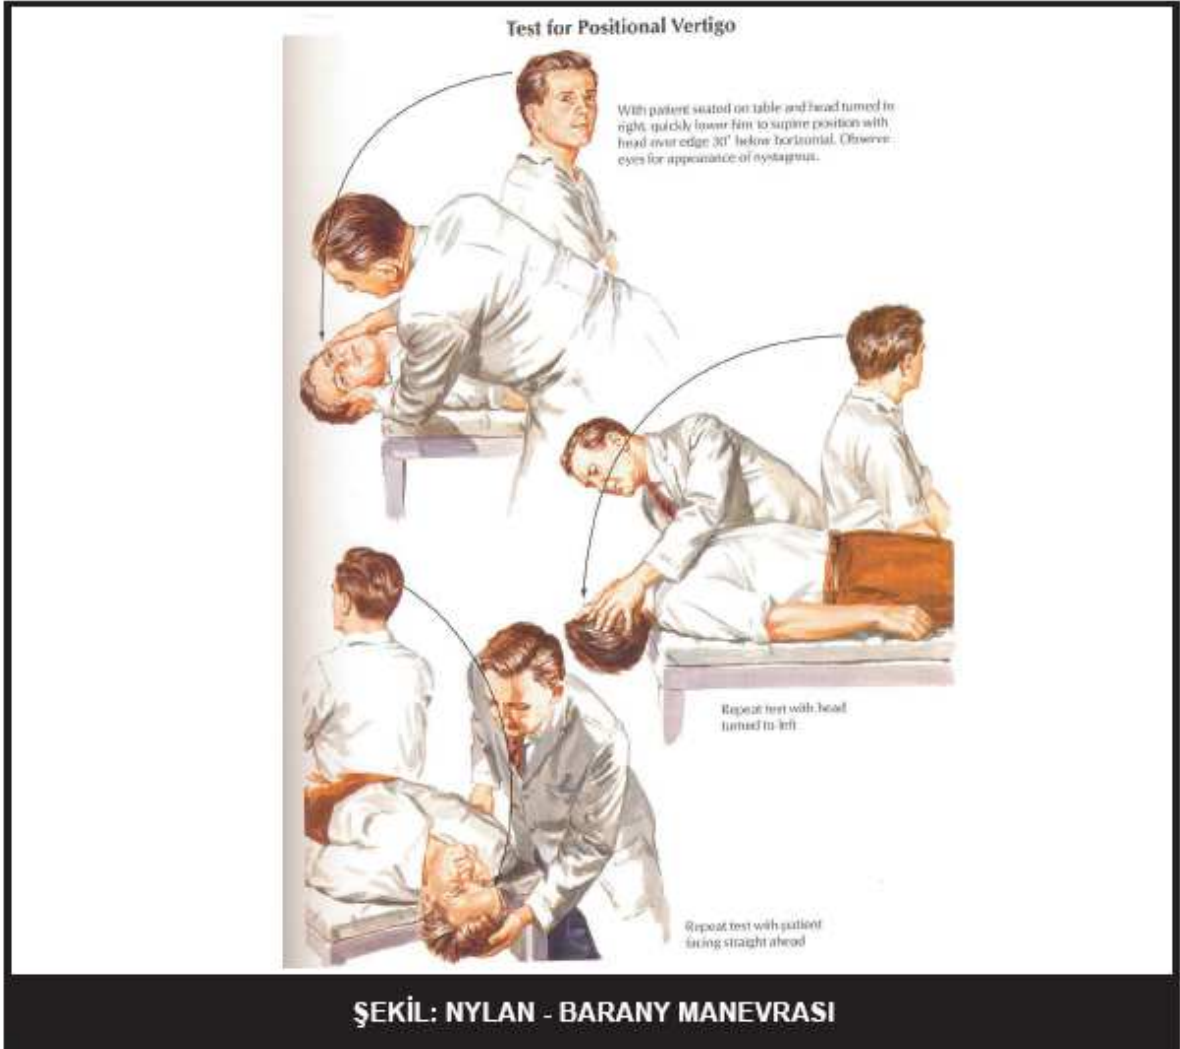 Test for Positional Vertigo
With patient seated on table and head turned to
right, quickly lower him to supine position with
head over edge 30° below horizontal. Observe
eyes for appearance of nystagmus.
Repeat test with head
turned to left
Repeat test with patient
facing straight ahead
ŞEKİL: NYLAN - BARANY MANEVRASI